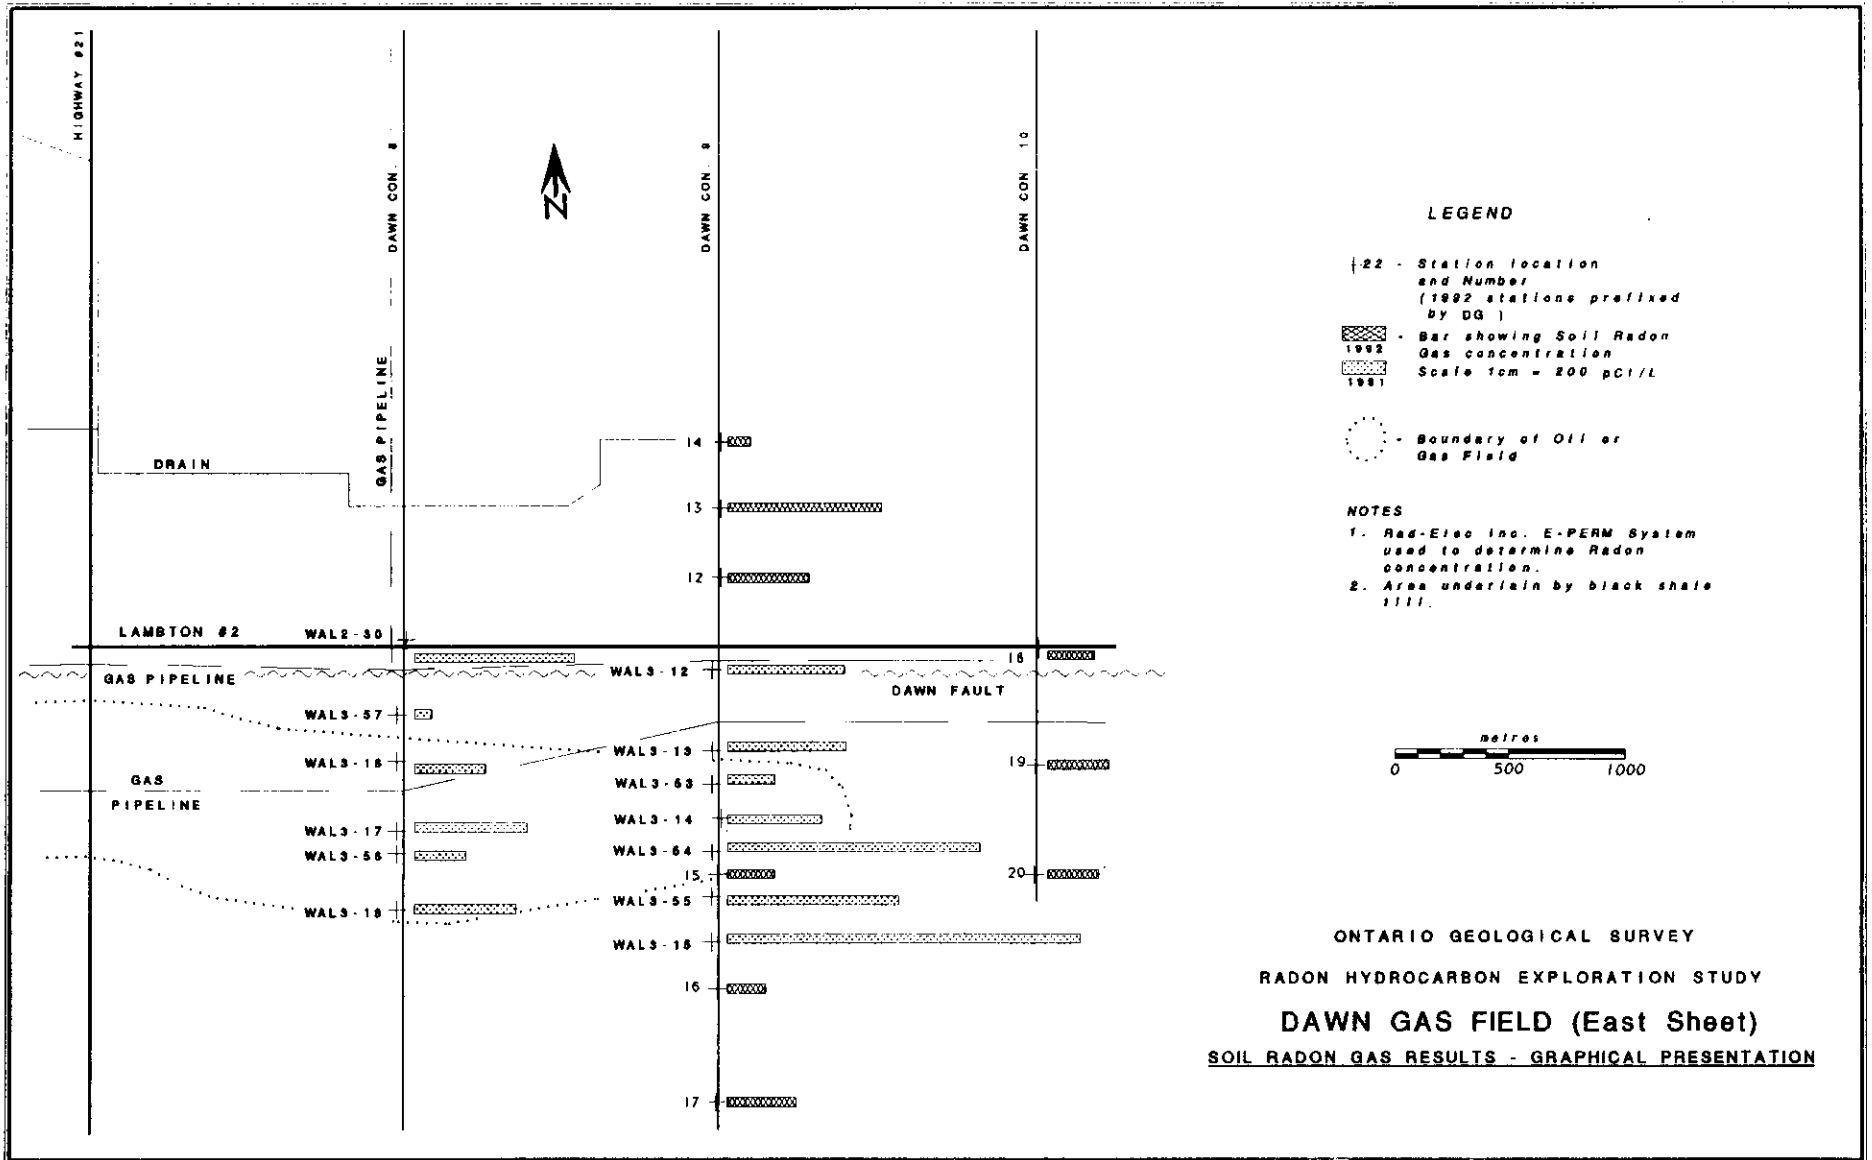 HIGHWAY #21
DAWN CON. 8
GAS PIPELINE
DAWN CON. 9
DAWN CON. 10
N
DRAIN
14
13
12
LAMBTON #2
WAL2-30
GAS PIPELINE
WAL3-12
18
DAWN FAULT
WAL3-57
WAL3-16
WAL3-13
WAL3-53
19
GAS
PIPELINE
WAL3-17
WAL3-56
WAL3-14
WAL3-54
15
20
WAL3-18
WAL3-55
WAL3-15
16
17
LEGEND
22 - Station location
and Number
(1992 stations prefixed
by DG )
- Bar showing Soil Radon
1992 Gas concentration
Scale 1cm = 200 pCi/L
1991
- Boundary of Oil or
Gas Field
NOTES
1. Rad-Elec Inc. E-PERM System
used to determine Radon
concentration.
2. Area underlain by black shale
till.
metres
0 500 1000
ONTARIO GEOLOGICAL SURVEY
RADON HYDROCARBON EXPLORATION STUDY
DAWN GAS FIELD (East Sheet)
SOIL RADON GAS RESULTS - GRAPHICAL PRESENTATION